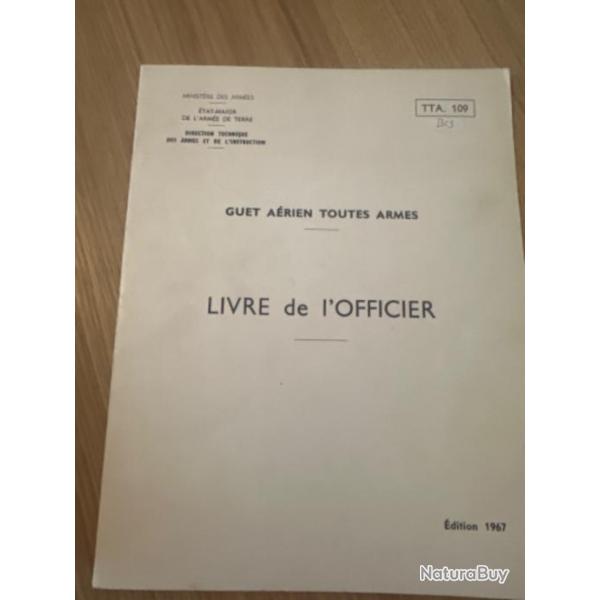 MINISTÈRE DES ARMÉES
ÉTAT-MAJOR
DE L'ARMÉE DE TERRE
DIRECTION TECHNIQUE
DES ARMES ET DE L'INSTRUCTION
TTA. 109
GUET AÉRIEN TOUTES ARMES
LIVRE de l'OFFICIER
Édition 1967
NaturaBuy